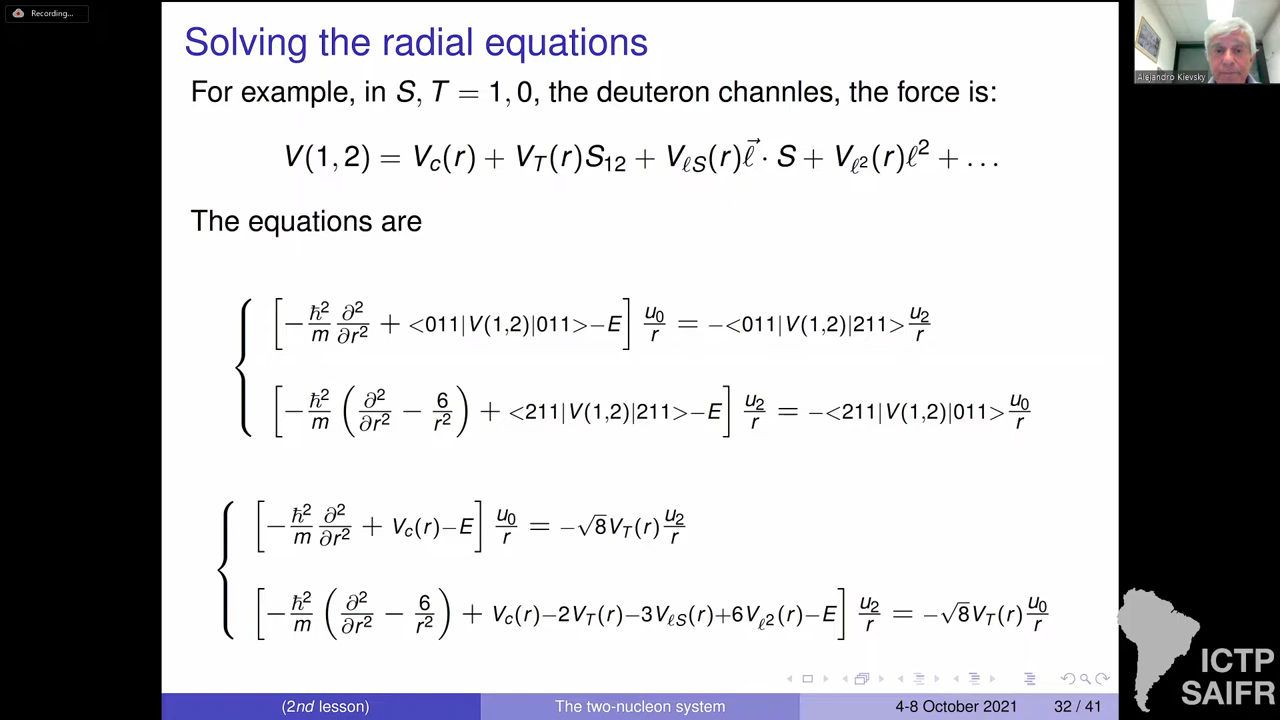 Recording...
Solving the radial equations
For example, in S, T = 1, 0, the deuteron channles, the force is:
V(1, 2) = V_c(r) + V_T(r)S_12 + V_ℓS(r)ℓ⃗ · S + V_ℓ²(r)ℓ² + ...
The equations are
[−ħ²/m ∂²/∂r² + <011|V(1,2)|011>−E] u_0/r = −<011|V(1,2)|211> u_2/r
[−ħ²/m (∂²/∂r² − 6/r²) + <211|V(1,2)|211>−E] u_2/r = −<211|V(1,2)|011> u_0/r
[−ħ²/m ∂²/∂r² + V_c(r)−E] u_0/r = −√8V_T(r) u_2/r
[−ħ²/m (∂²/∂r² − 6/r²) + V_c(r)−2V_T(r)−3V_ℓS(r)+6V_ℓ²(r)−E] u_2/r = −√8V_T(r) u_0/r
(2nd lesson) The two-nucleon system 4-8 October 2021 32 / 41
Alejandro Kievsky
ICTP
SAIFR